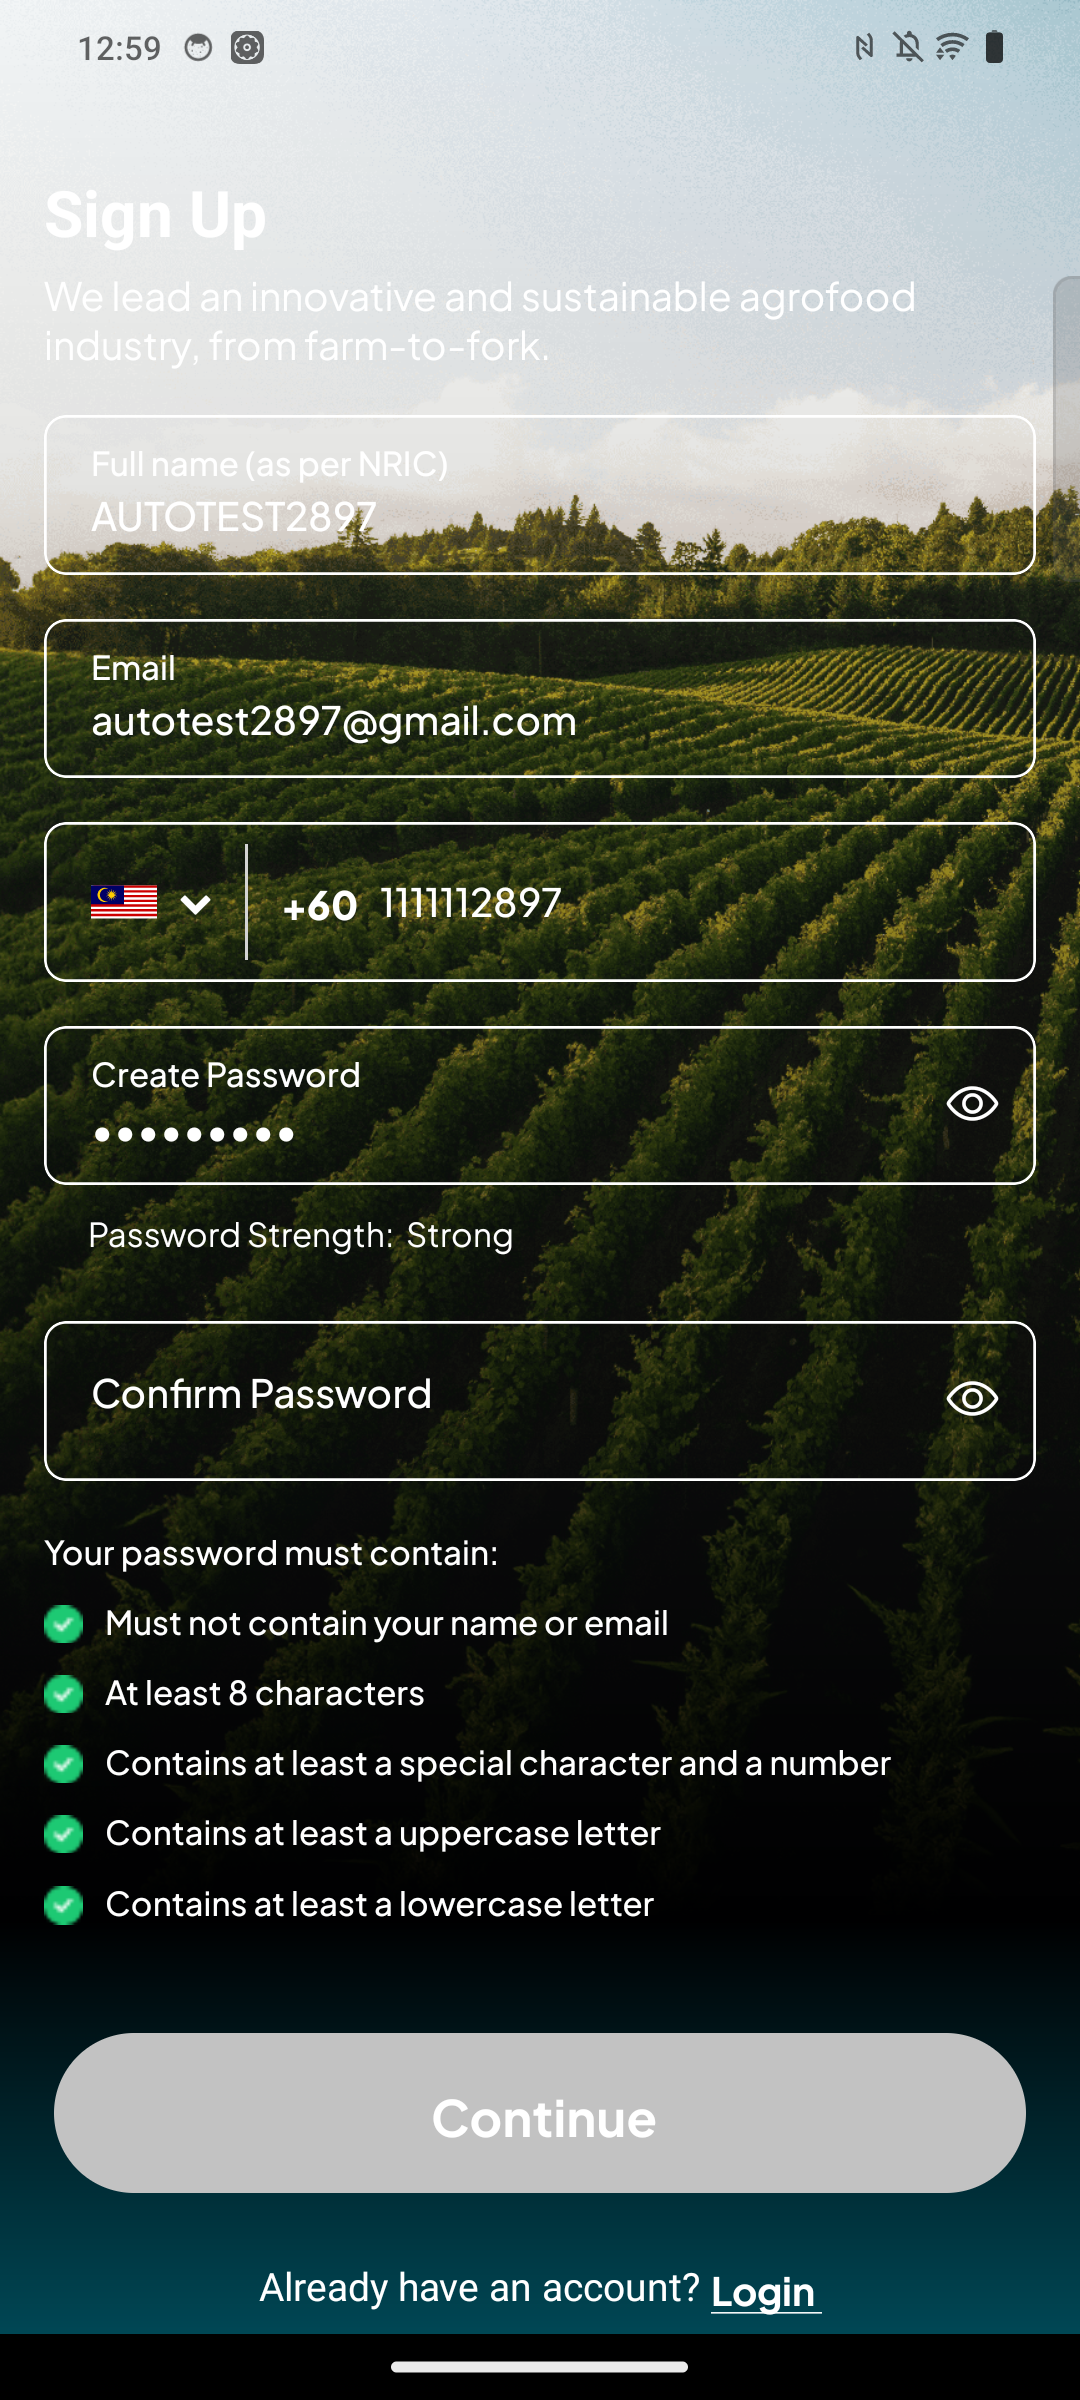 12:59
Sign Up
We lead an innovative and sustainable agrofood
industry, from farm-to-fork.
Full name (as per NRIC)
AUTOTEST2897
Email
autotest2897@gmail.com
+60 1111112897
Create Password
•••••••••
Password Strength: Strong
Confirm Password
Your password must contain:
Must not contain your name or email
At least 8 characters
Contains at least a special character and a number
Contains at least a uppercase letter
Contains at least a lowercase letter
Continue
Already have an account? Login